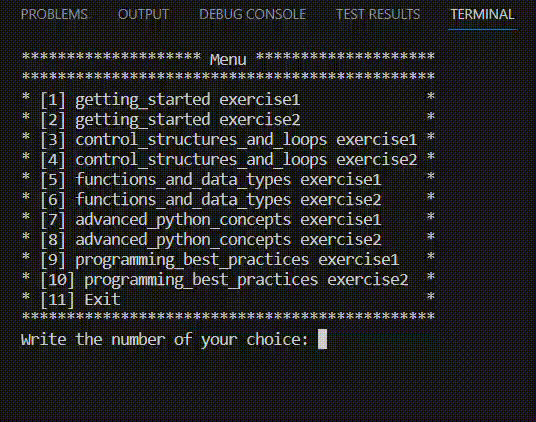 PROBLEMS OUTPUT DEBUG CONSOLE TEST RESULTS TERMINAL
******************** Menu ********************
**********************************************
* [1] getting_started exercise1              *
* [2] getting_started exercise2              *
* [3] control_structures_and_loops exercise1 *
* [4] control_structures_and_loops exercise2 *
* [5] functions_and_data_types exercise1     *
* [6] functions_and_data_types exercise2     *
* [7] advanced_python_concepts exercise1     *
* [8] advanced_python_concepts exercise2     *
* [9] programming_best_practices exercise1   *
* [10] programming_best_practices exercise2  *
* [11] Exit                                  *
**********************************************
Write the number of your choice: